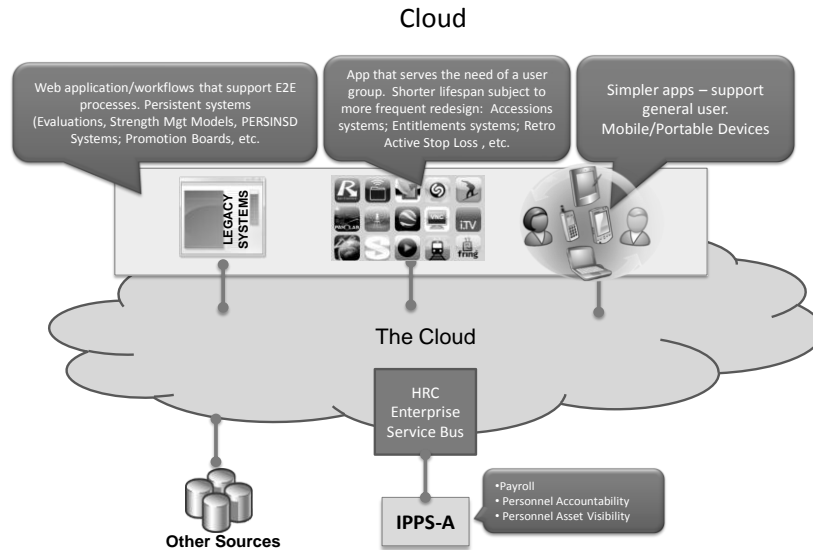 Cloud
Web application/workflows that support E2E
processes. Persistent systems
(Evaluations, Strength Mgt Models, PERSINSD
Systems; Promotion Boards, etc.
App that serves the need of a user
group. Shorter lifespan subject to
more frequent redesign: Accessions
systems; Entitlements systems; Retro
Active Stop Loss , etc.
Simpler apps – support
general user.
Mobile/Portable Devices
LEGACY
SYSTEMS
VNC
iTV
fring
The Cloud
HRC
Enterprise
Service Bus
Other Sources
IPPS-A
•Payroll
• Personnel Accountability
• Personnel Asset Visibility